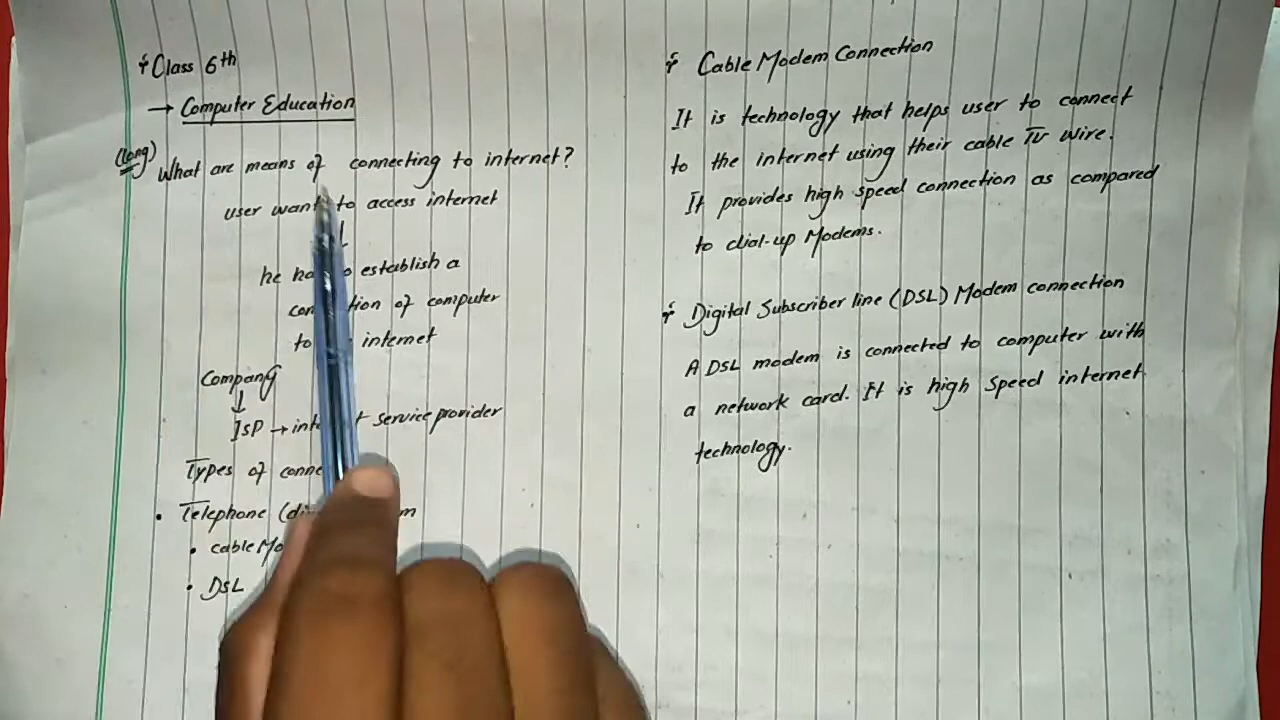 Class 6th
→ Computer Education
(long) What are means of connecting to internet?
user want to access internet
he ha o establish a
con tion of computer
to internet
Company
↓
ISP → int t service provider
Types of conne
• Telephone (di m
• cable Mo
• DSL
Cable Modem Connection
It is technology that helps user to connect
to the internet using their cable TV wire.
It provides high speed connection as compared
to dial-up Modems.
Digital Subscriber line (DSL) Modem connection
A DSL modem is connected to computer with
a network card. It is high speed internet
technology.